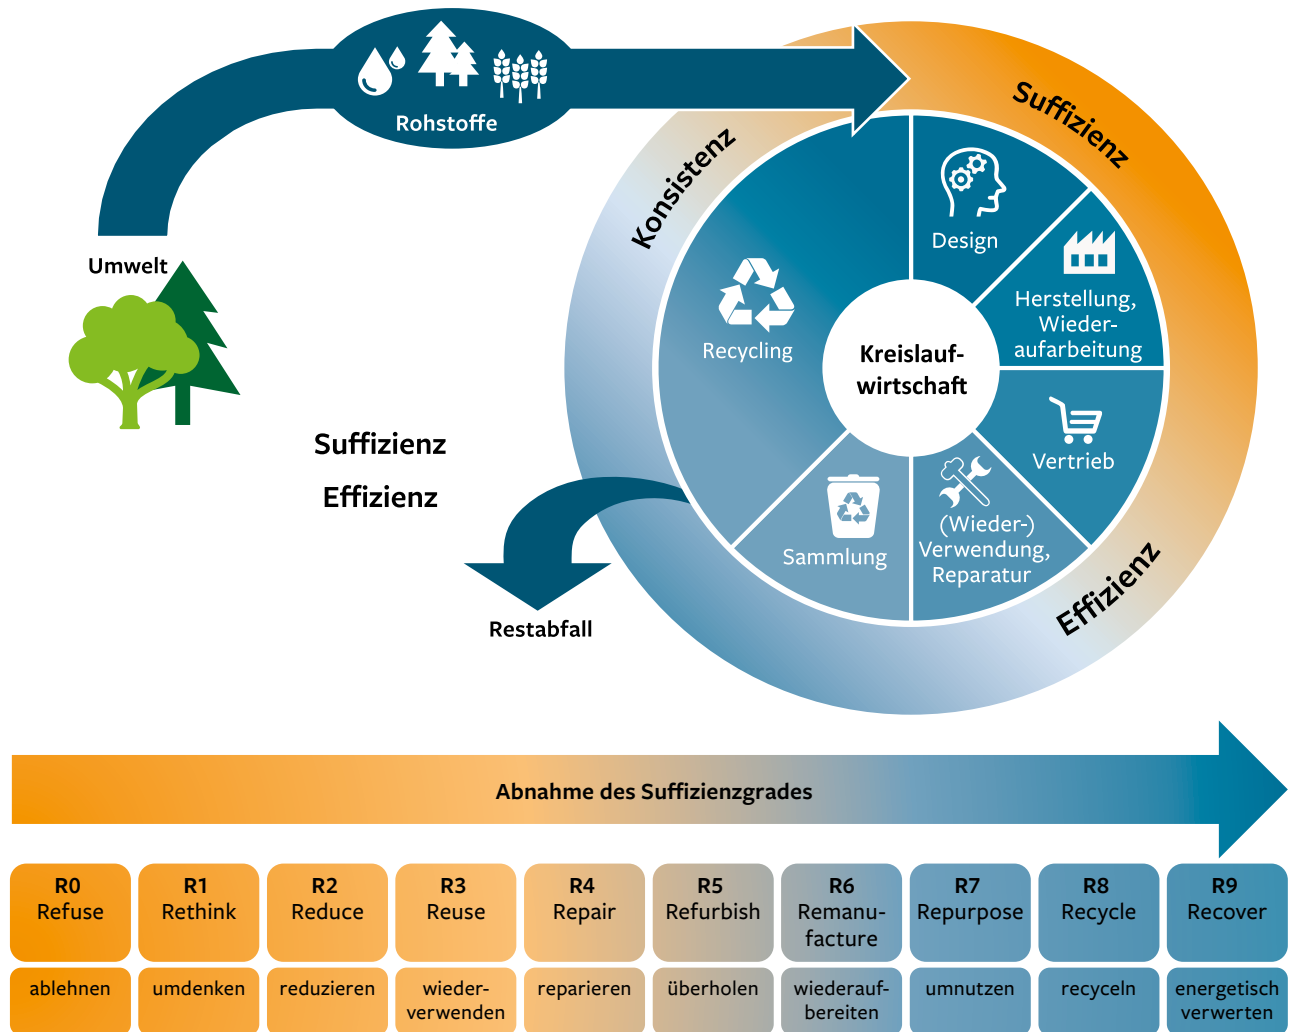 Rohstoffe
Umwelt
Suffizienz
Konsistenz
Effizienz
Design
Herstellung,
Wieder-
aufarbeitung
Vertrieb
(Wieder-)
Verwendung,
Reparatur
Sammlung
Recycling
Kreislauf-
wirtschaft
Suffizienz
Effizienz
Restabfall
Abnahme des Suffizienzgrades
R0
Refuse
ablehnen
R1
Rethink
umdenken
R2
Reduce
reduzieren
R3
Reuse
wieder-
verwenden
R4
Repair
reparieren
R5
Refurbish
überholen
R6
Remanu-
facture
wiederauf-
bereiten
R7
Repurpose
umnutzen
R8
Recycle
recyceln
R9
Recover
energetisch
verwerten